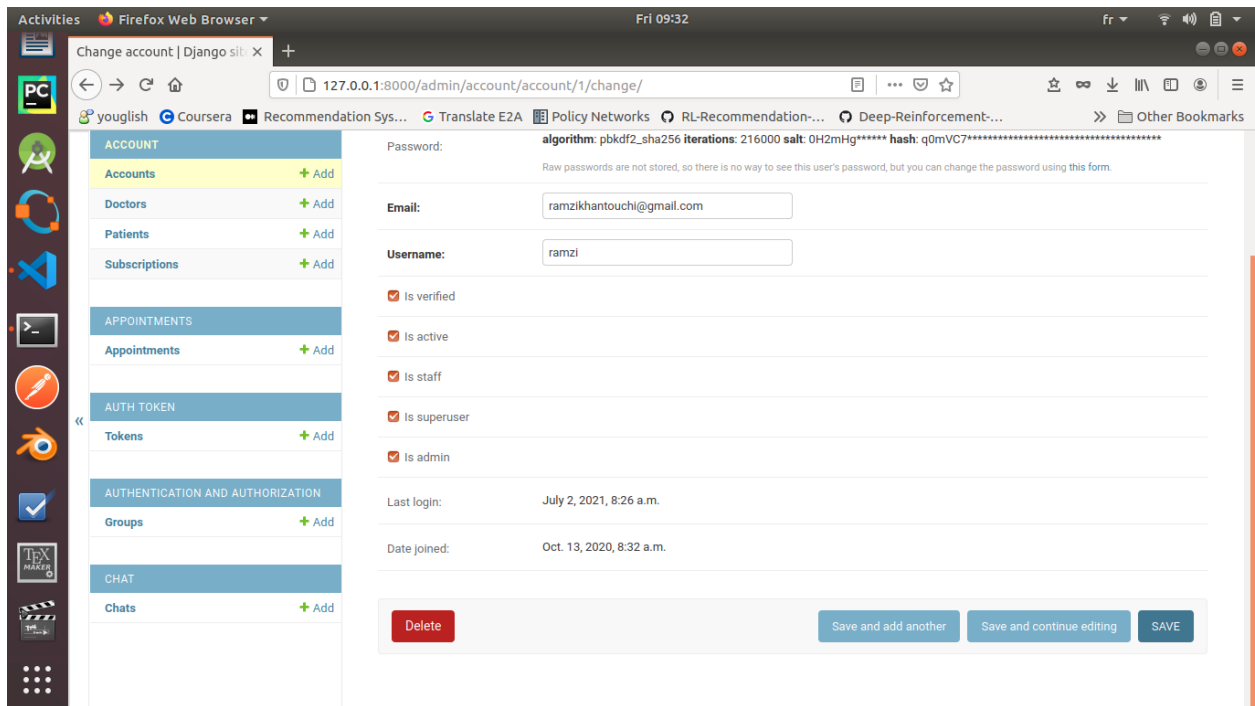 Activities Firefox Web Browser Fri 09:32 fr
Change account | Django sit
127.0.0.1:8000/admin/account/account/1/change/
youglish Coursera Recommendation Sys... Translate E2A Policy Networks RL-Recommendation-... Deep-Reinforcement-... Other Bookmarks
ACCOUNT
Accounts + Add
Doctors + Add
Patients + Add
Subscriptions + Add
APPOINTMENTS
Appointments + Add
AUTH TOKEN
Tokens + Add
AUTHENTICATION AND AUTHORIZATION
Groups + Add
CHAT
Chats + Add
«
Password: algorithm: pbkdf2_sha256 iterations: 216000 salt: 0H2mHg****** hash: q0mVC7**************************************
Raw passwords are not stored, so there is no way to see this user's password, but you can change the password using this form.
Email: ramzikhantouchi@gmail.com
Username: ramzi
Is verified
Is active
Is staff
Is superuser
Is admin
Last login: July 2, 2021, 8:26 a.m.
Date joined: Oct. 13, 2020, 8:32 a.m.
Delete Save and add another Save and continue editing SAVE
PC
TEX
MAKER